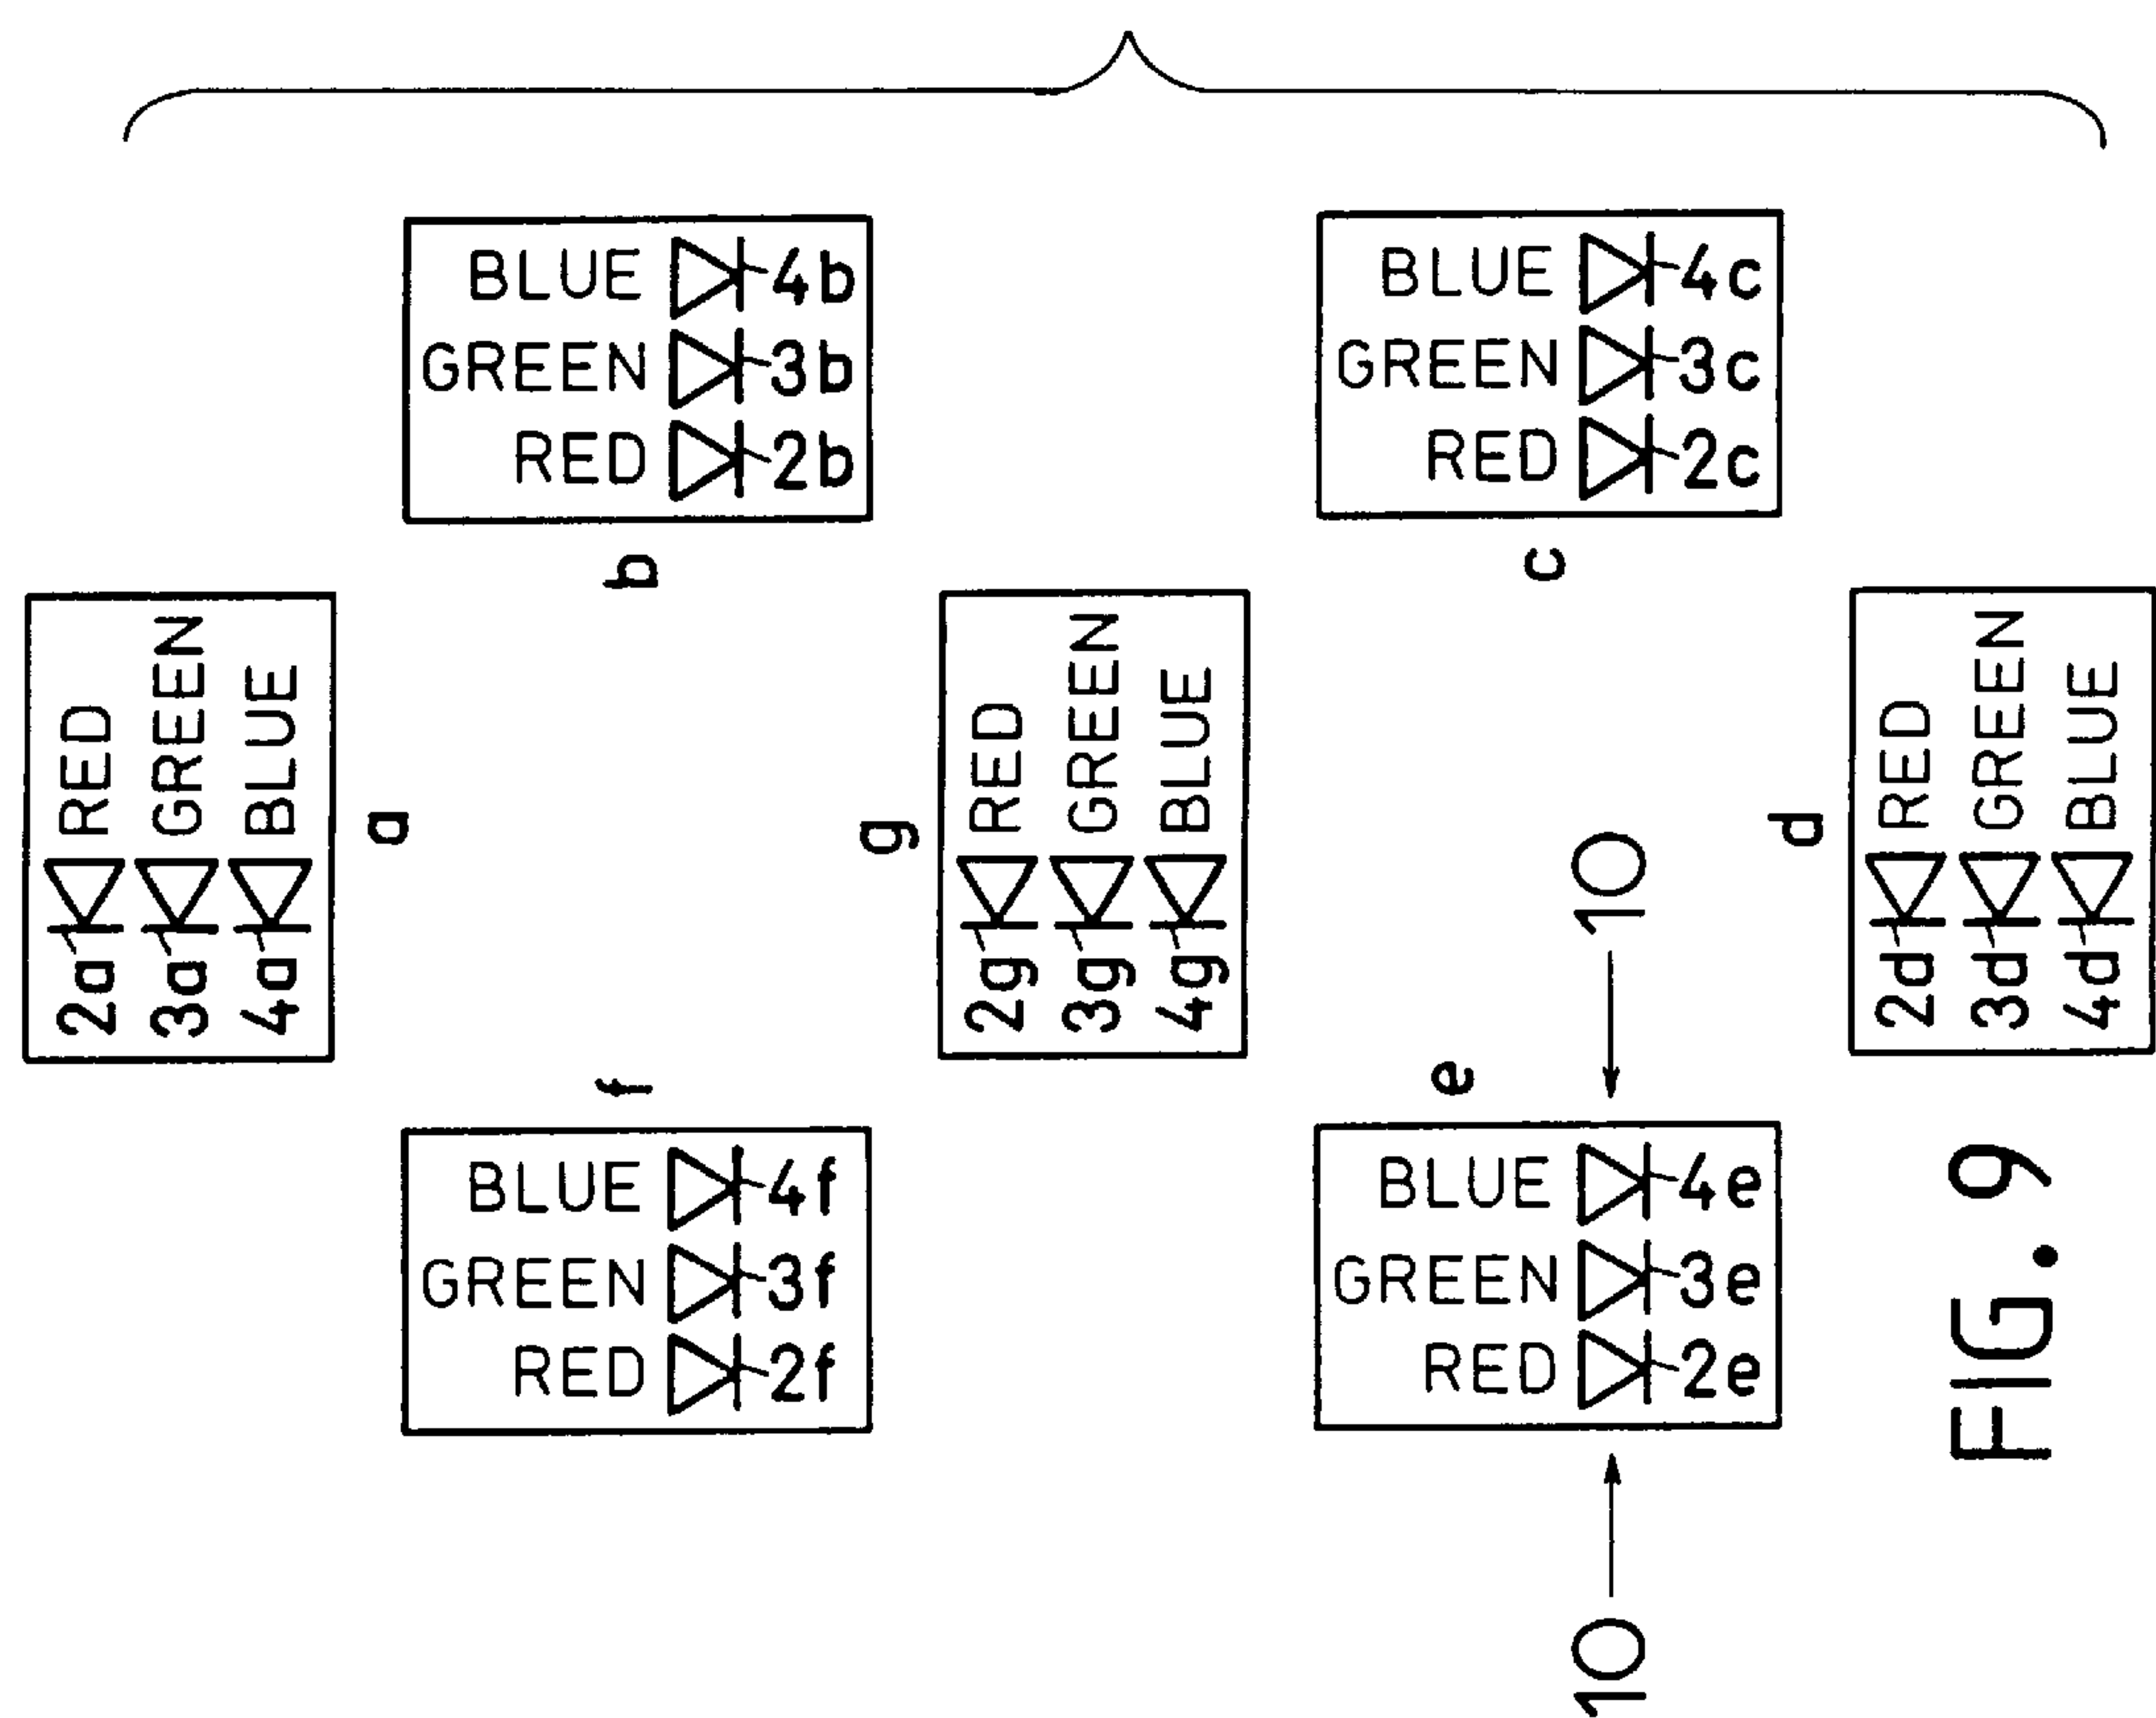 2a RED
3a GREEN
4a BLUE
a
f
b
BLUE 4f
GREEN 3f
RED 2f
BLUE 4b
GREEN 3b
RED 2b
g
2g RED
3g GREEN
4g BLUE
e
c
BLUE 4e
GREEN 3e
RED 2e
BLUE 4c
GREEN 3c
RED 2c
10
10
d
2d RED
3d GREEN
4d BLUE
FIG. 9